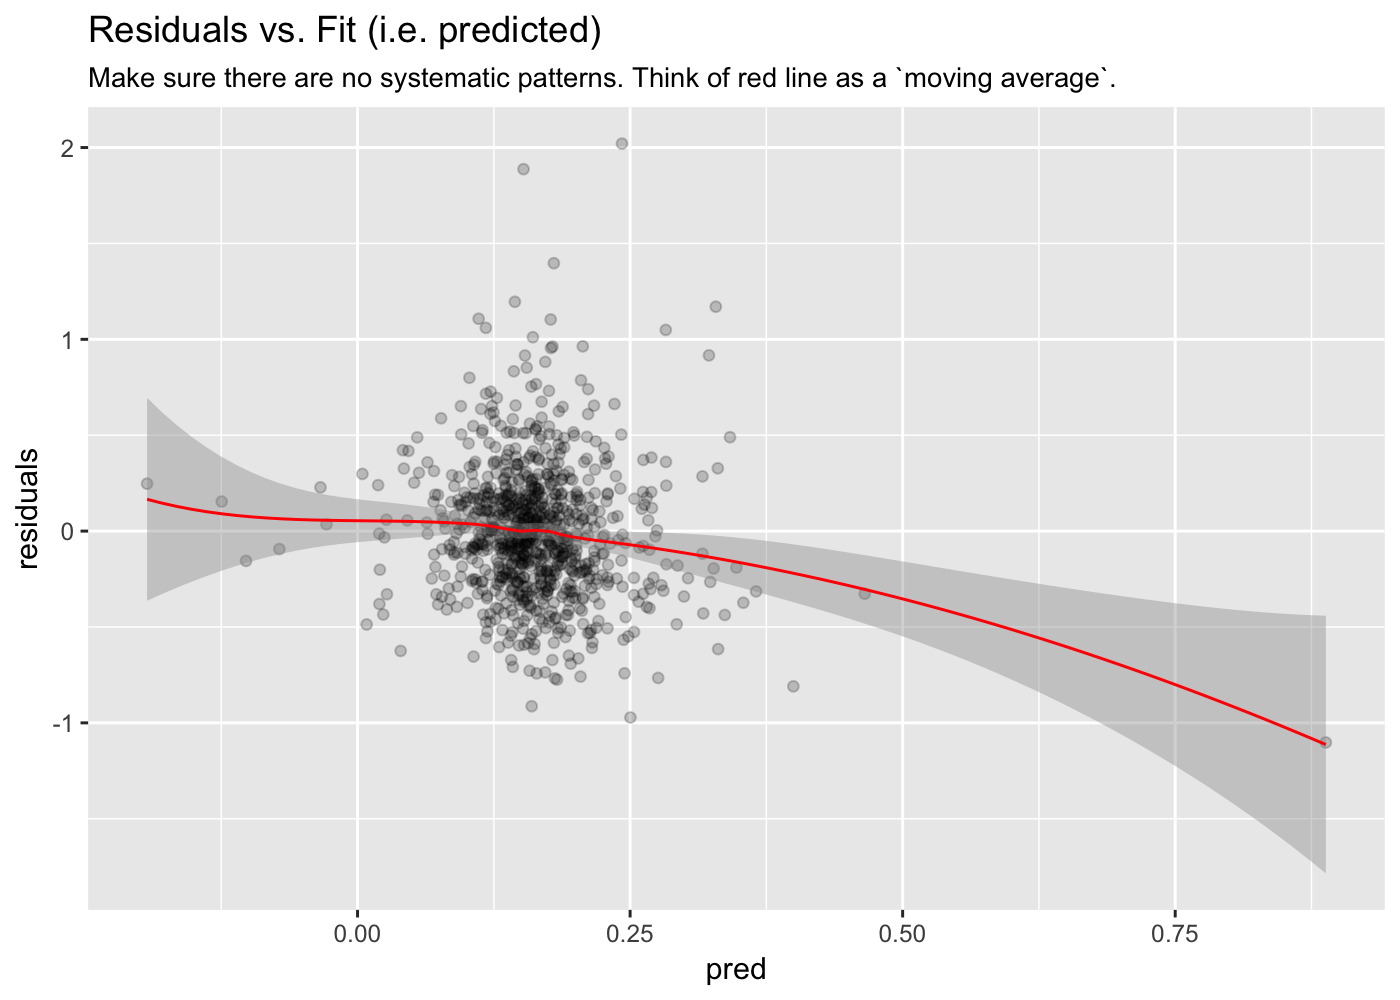 Residuals vs. Fit (i.e. predicted)
Make sure there are no systematic patterns. Think of red line as a `moving average`.
2
1
0
-1
residuals
0.00
0.25
0.50
0.75
pred